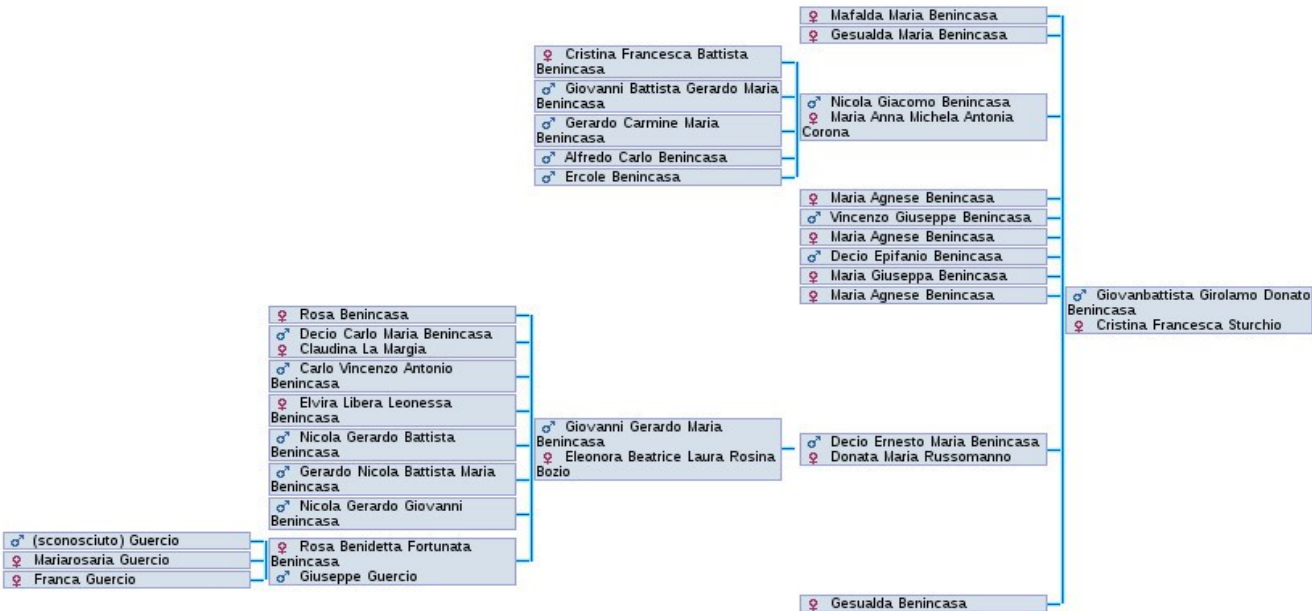 ♀ Mafalda Maria Benincasa
♀ Gesualda Maria Benincasa
♀ Cristina Francesca Battista
Benincasa
♂ Giovanni Battista Gerardo Maria
Benincasa
♂ Gerardo Carmine Maria
Benincasa
♂ Alfredo Carlo Benincasa
♂ Ercole Benincasa
♂ Nicola Giacomo Benincasa
♀ Maria Anna Michela Antonia
Corona
♀ Maria Agnese Benincasa
♂ Vincenzo Giuseppe Benincasa
♀ Maria Agnese Benincasa
♂ Decio Epifanio Benincasa
♀ Maria Giuseppa Benincasa
♀ Maria Agnese Benincasa
♂ Giovanbattista Girolamo Donato
Benincasa
♀ Cristina Francesca Sturchio
♀ Rosa Benincasa
♂ Decio Carlo Maria Benincasa
♀ Claudina La Margia
♂ Carlo Vincenzo Antonio
Benincasa
♀ Elvira Libera Leonessa
Benincasa
♂ Nicola Gerardo Battista
Benincasa
♂ Gerardo Nicola Battista Maria
Benincasa
♂ Nicola Gerardo Giovanni
Benincasa
♀ Rosa Benidetta Fortunata
Benincasa
♂ Giuseppe Guercio
♂ Giovanni Gerardo Maria
Benincasa
♀ Eleonora Beatrice Laura Rosina
Bozio
♂ Decio Ernesto Maria Benincasa
♀ Donata Maria Russomanno
♂ (sconosciuto) Guercio
♀ Mariarosaria Guercio
♀ Franca Guercio
♀ Gesualda Benincasa